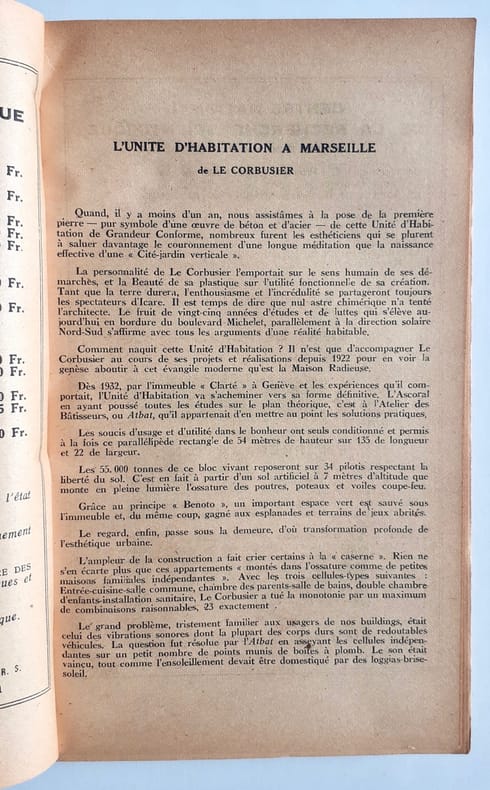 UE
Fr.
Fr.
Fr.
Fr.
Fr.
Fr.
Fr.
Fr.
0 Fr.
0 Fr.
0 Fr.
5 Fr.
0 Fr.
l'état
nement
RE DES
ques et
que.
R. S.
L'UNITE D'HABITATION A MARSEILLE
de LE CORBUSIER
Quand, il y a moins d'un an, nous assistâmes à la pose de la première
pierre — pur symbole d'une œuvre de béton et d'acier — de cette Unité d'Habi-
tation de Grandeur Conforme, nombreux furent les esthéticiens qui se plurent
à saluer davantage le couronnement d'une longue méditation que la naissance
effective d'une « Cité-jardin verticale ».
La personnalité de Le Corbusier l'emportait sur le sens humain de ses dé-
marches, et la Beauté de sa plastique sur l'utilité fonctionnelle de sa création.
Tant que la terre durera, l'enthousiasme et l'incrédulité se partageront toujours
les spectateurs d'Icare. Il est temps de dire que nul astre chimérique n'a tenté
l'architecte. Le fruit de vingt-cinq années d'études et de luttes qui s'élève au-
jourd'hui en bordure du boulevard Michelet, parallèlement à la direction solaire
Nord-Sud s'affirme avec tous les arguments d'une réalité habitable.
Comment naquit cette Unité d'Habitation ? Il n'est que d'accompagner Le
Corbusier au cours de ses projets et réalisations depuis 1922 pour en voir la
genèse aboutir à cet évangile moderne qu'est la Maison Radieuse.
Dès 1932, par l'immeuble « Clarté » à Genève et les expériences qu'il com-
portait, l'Unité d'Habitation va s'acheminer vers sa forme définitive. L'Ascoral
en ayant poussé toutes les études sur le plan théorique, c'est à l'Atelier des
Bâtisseurs, ou Atbat, qu'il appartenait d'en mettre au point les solutions pratiques.
Les soucis d'usage et d'utilité dans le bonheur ont seuls conditionné et permis
à la fois ce parallélipède rectangle de 54 mètres de hauteur sur 135 de longueur
et 22 de largeur.
Les 55.000 tonnes de ce bloc vivant reposeront sur 34 pilotis respectant la
liberté du sol. C'est en fait à partir d'un sol artificiel à 7 mètres d'altitude que
monte en pleine lumière l'ossature des poutres, poteaux et voiles coupe-feu.
Grâce au principe « Benoto », un important espace vert est sauvé sous
l'immeuble et, du même coup, gagné aux esplanades et terrains de jeux abrités.
Le regard, enfin, passe sous la demeure, d'où transformation profonde de
l'esthétique urbaine.
L'ampleur de la construction a fait crier certains à la « caserne ». Rien ne
s'en écarte plus que ces appartements « montés dans l'ossature comme de petites
maisons familiales indépendantes ». Avec les trois cellules-types suivantes :
Entrée-cuisine-salle commune, chambre des parents-salle de bains, double chambre
d'enfants-installation sanitaire, Le Corbusier a tué la monotonie par un maximum
de combinaisons raisonnables, 23 exactement .
Le grand problème, tristement familier aux usagers de nos buildings, était
celui des vibrations sonores dont la plupart des corps durs sont de redoutables
véhicules. La question fut résolue par l'Atbat en asseyant les cellules indépen-
dantes sur un petit nombre de points munis de boîtes à plomb. Le son était
vaincu, tout comme l'ensoleillement devait être domestiqué par des loggias-brise-
soleil.